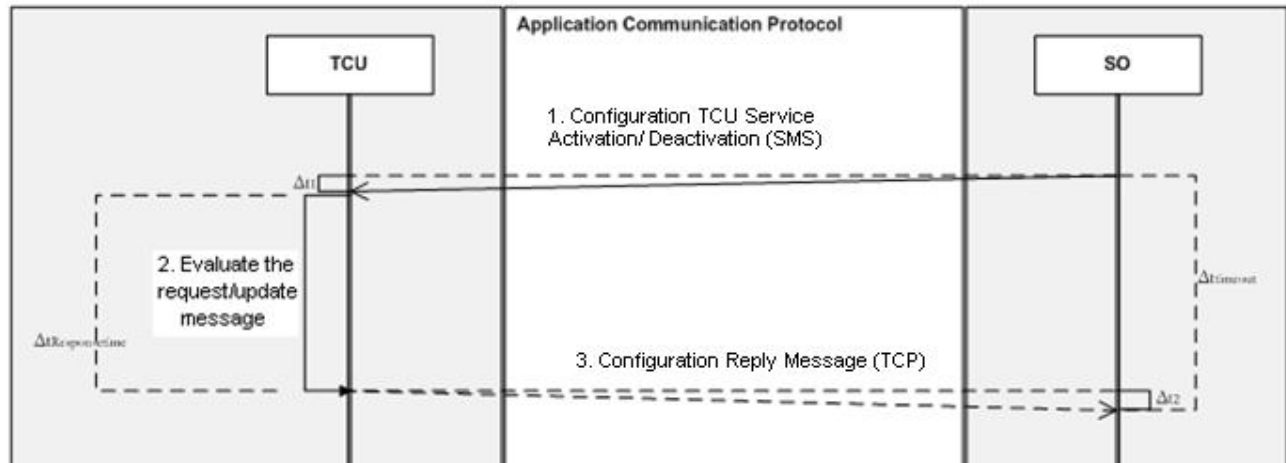 Application Communication Protocol
TCU
SO
1. Configuration TCU Service
Activation/ Deactivation (SMS)
Δt1
2. Evaluate the
request/update
message
Δttimeout
ΔtResponsetime
3. Configuration Reply Message (TCP)
Δt2